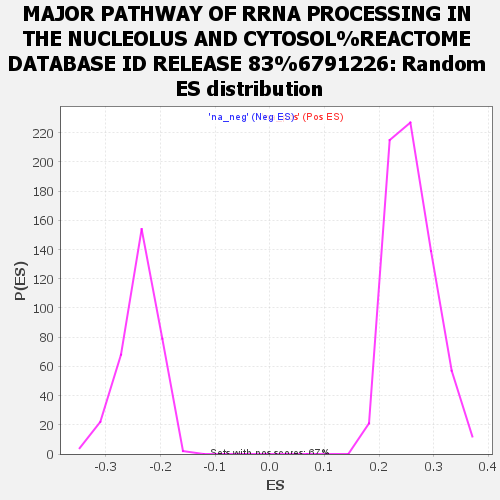 MAJOR PATHWAY OF RRNA PROCESSING IN
THE NUCLEOLUS AND CYTOSOL%REACTOME
DATABASE ID RELEASE 83%6791226: Random
ES distribution
'na_neg' (Neg ES)s' (Pos ES)
220
200
180
160
140
120
100
80
60
40
20
0
P(ES)
Sets with pos scores: 67%
-0.3 -0.2 -0.1 0.0 0.1 0.2 0.3 0.4
ES